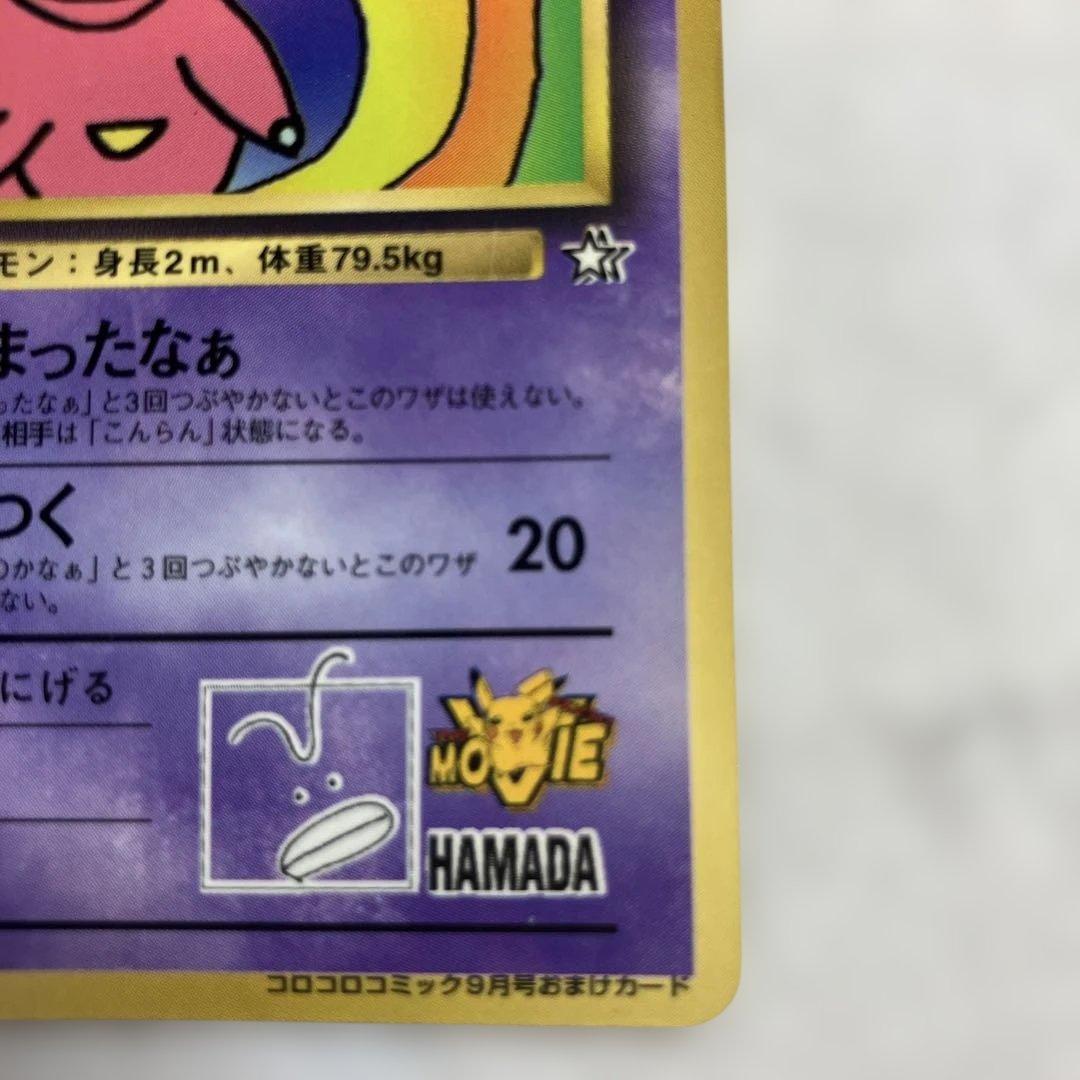 モン：身長2m、体重79.5kg
まったなぁ
ったなぁ」と3回つぶやかないとこのワザは使えない。
相手は「こんらん」状態になる。
つく
20
のかなぁ」と3回つぶやかないとこのワザ
ない。
にげる
MOVIE
HAMADA
コロコロコミック9月号おまけカード